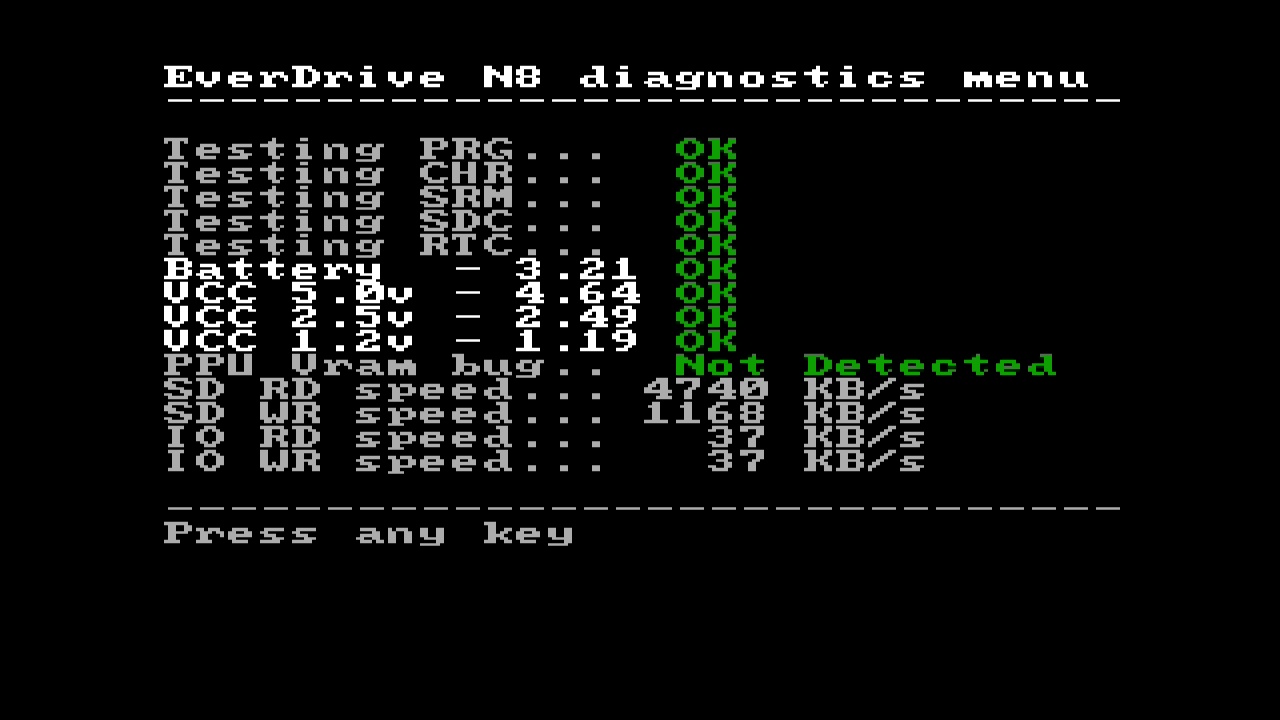 EverDrive N8 diagnostics menu
------------------------------
Testing PRG... OK
Testing CHR... OK
Testing SRM... OK
Testing SDC... OK
Testing RTC... OK
Battery - 3.21 OK
VCC 5.0v - 4.64 OK
VCC 2.5v - 2.49 OK
VCC 1.2v - 1.19 OK
PPU Vram bug.. Not Detected
SD RD speed... 4740 KB/s
SD WR speed... 1168 KB/s
IO RD speed... 37 KB/s
IO WR speed... 37 KB/s
------------------------------
Press any key